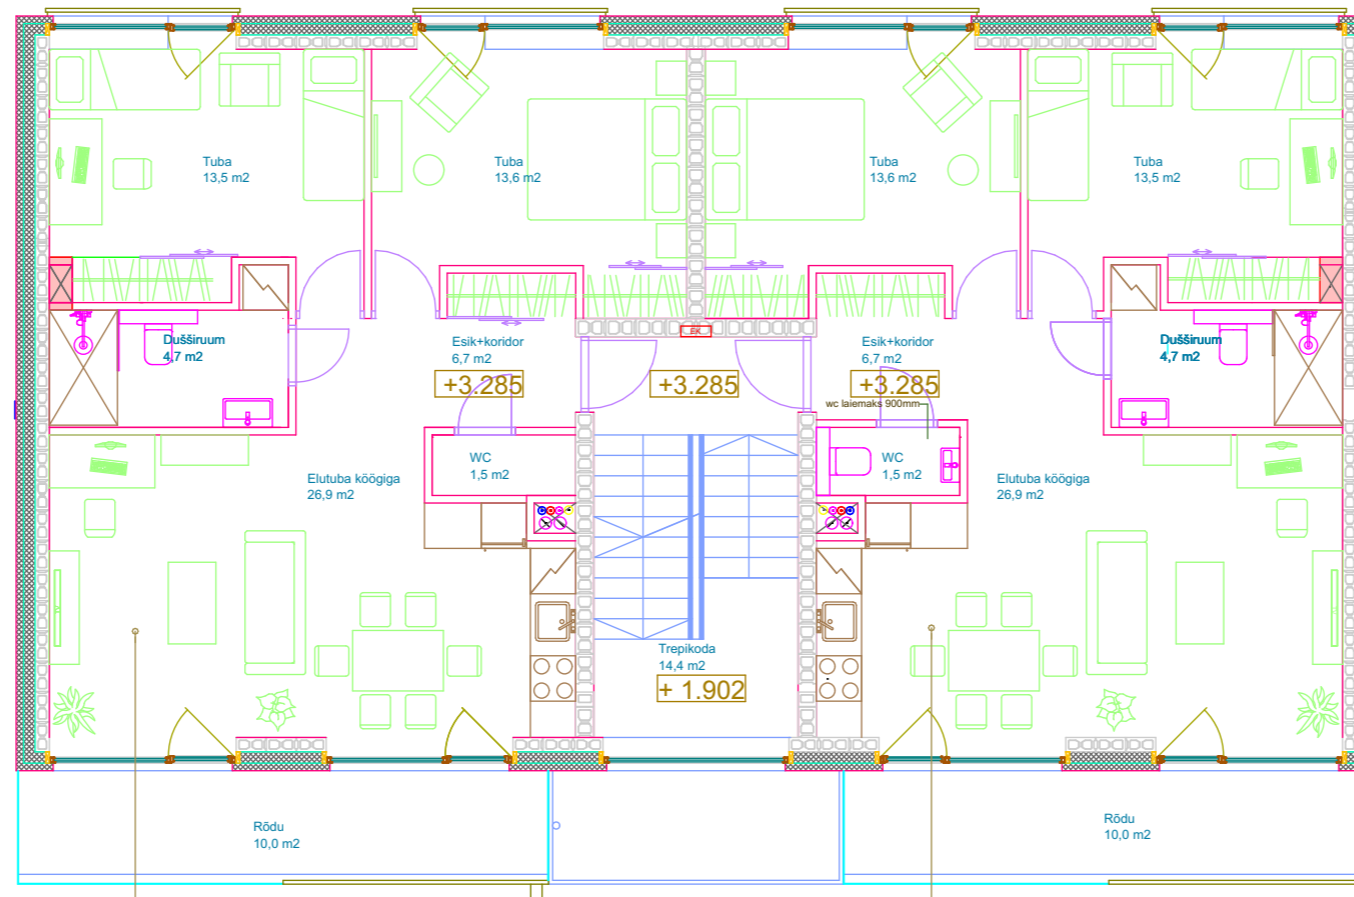 Tuba
13,5 m2
Tuba
13,6 m2
Tuba
13,6 m2
Tuba
13,5 m2
EK
Dušširuum
4,7 m2
Esik+koridor
6,7 m2
+3.285
+3.285
Esik+koridor
6,7 m2
+3.285
wc laiemaks 900mm
Dušširuum
4,7 m2
Elutuba köögiga
26,9 m2
WC
1,5 m2
WC
1,5 m2
Elutuba köögiga
26,9 m2
Trepikoda
14,4 m2
+ 1.902
Rõdu
10,0 m2
Rõdu
10,0 m2